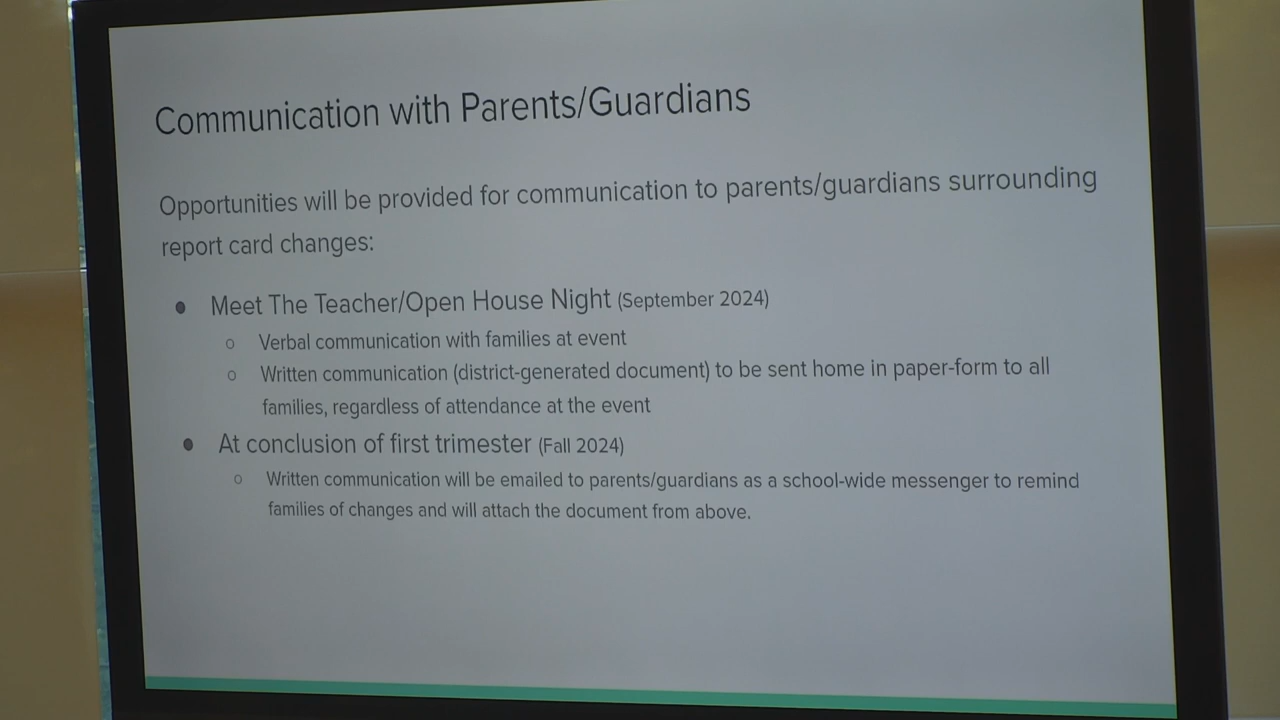 Communication with Parents/Guardians
Opportunities will be provided for communication to parents/guardians surrounding
report card changes:
● Meet The Teacher/Open House Night (September 2024)
○ Verbal communication with families at event
○ Written communication (district-generated document) to be sent home in paper-form to all
families, regardless of attendance at the event
● At conclusion of first trimester (Fall 2024)
○ Written communication will be emailed to parents/guardians as a school-wide messenger to remind
families of changes and will attach the document from above.